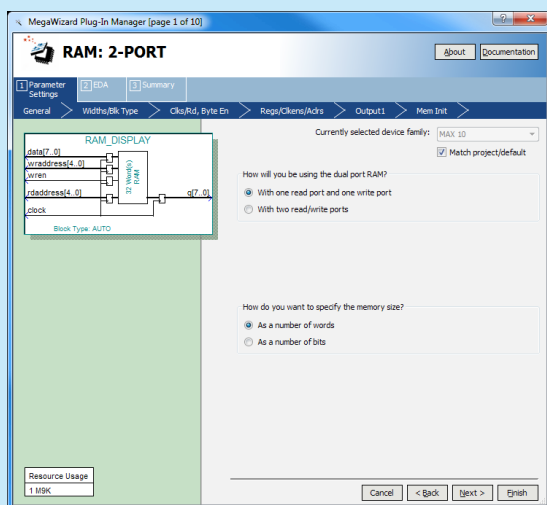 MegaWizard Plug-In Manager [page 1 of 10]
RAM: 2-PORT
About
Documentation
1 Parameter Settings
2 EDA
3 Summary
General
Widths/Blk Type
Clks/Rd, Byte En
Regs/Clkens/Adrs
Output1
Mem Init
RAM_DISPLAY
data[7..0]
wraddress[4..0]
wren
rdaddress[4..0]
clock
32 Word(s)
RAM
q[7..0]
Block Type: AUTO
Currently selected device family:
MAX 10
Match project/default
How will you be using the dual port RAM?
With one read port and one write port
With two read/write ports
How do you want to specify the memory size?
As a number of words
As a number of bits
Resource Usage
1 M9K
Cancel
< Back
Next >
Finish